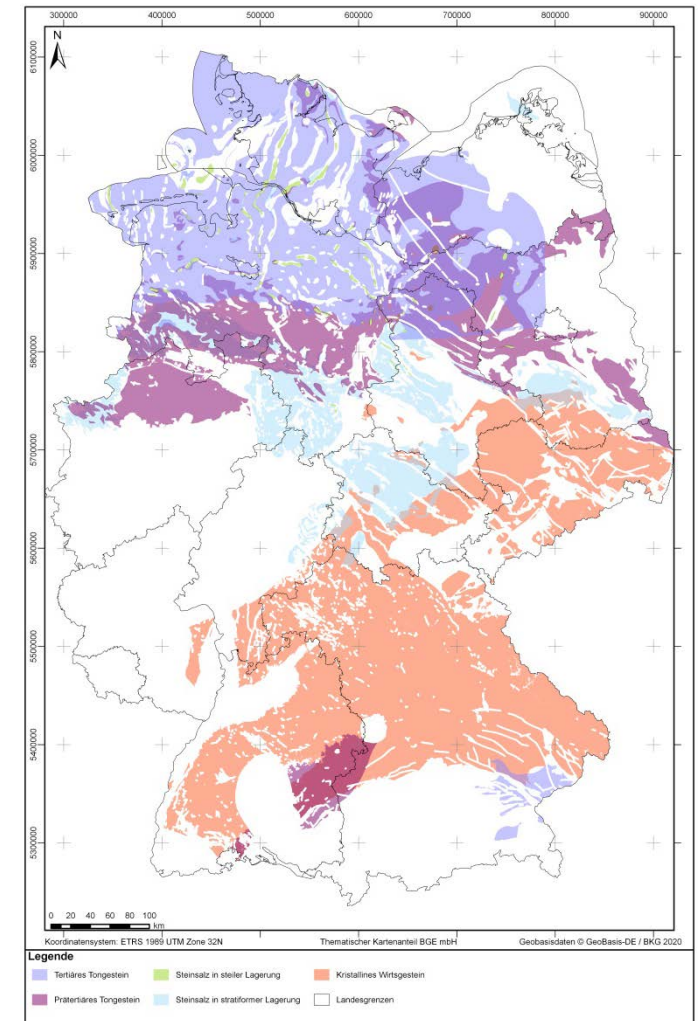 300000 400000 500000 600000 700000 800000 900000
N
6100000
6000000
5900000
5800000
5700000
5600000
5500000
5400000
5300000
0 20 40 60 80 100
km
Koordinatensystem: ETRS 1989 UTM Zone 32N Thematischer Kartenanteil BGE mbH Geobasisdaten © GeoBasis-DE / BKG 2020
Legende
Tertiäres Tongestein Steinsalz in steiler Lagerung Kristallines Wirtsgestein
Prätertiäres Tongestein Steinsalz in stratiformer Lagerung Landesgrenzen